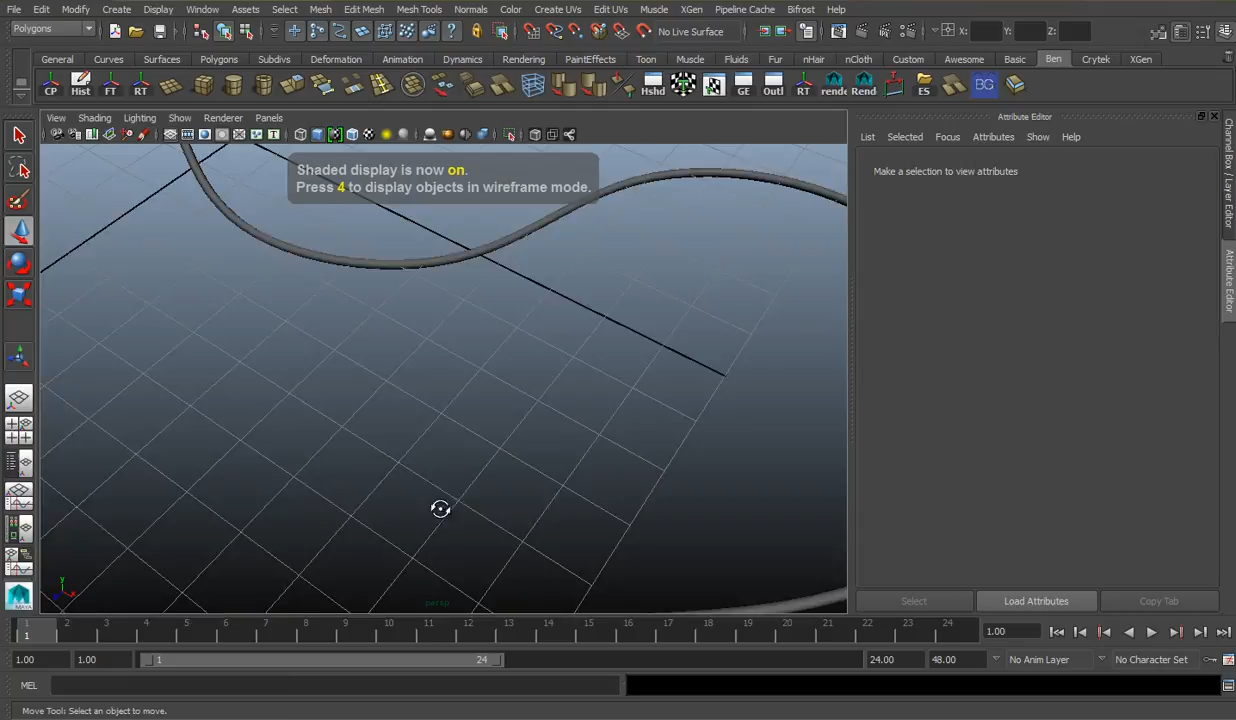 File Edit Modify Create Display Window Assets Select Mesh Edit Mesh Mesh Tools Normals Color Create UVs Edit UVs Muscle XGen Pipeline Cache Bifrost Help
Polygons No Live Surface X: Y: Z:
General Curves Surfaces Polygons Subdivs Deformation Animation Dynamics Rendering PaintEffects Toon Muscle Fluids Fur nHair nCloth Custom Awesome Basic Ben Crytek XGen
CP Hist FT RT Hshd GE Outl RT rende Rend ES BG
View Shading Lighting Show Renderer Panels
Attribute Editor
List Selected Focus Attributes Show Help
Make a selection to view attributes
Shaded display is now on.
Press 4 to display objects in wireframe mode.
Channel Box / Layer Editor
Attribute Editor
y
x
persp
Select Load Attributes Copy Tab
1 2 3 4 5 6 7 8 9 10 11 12 13 14 15 16 17 18 19 20 21 22 23 24
1
1.00
1.00 1.00 1 24 24.00 48.00 No Anim Layer No Character Set
MEL
Move Tool: Select an object to move.